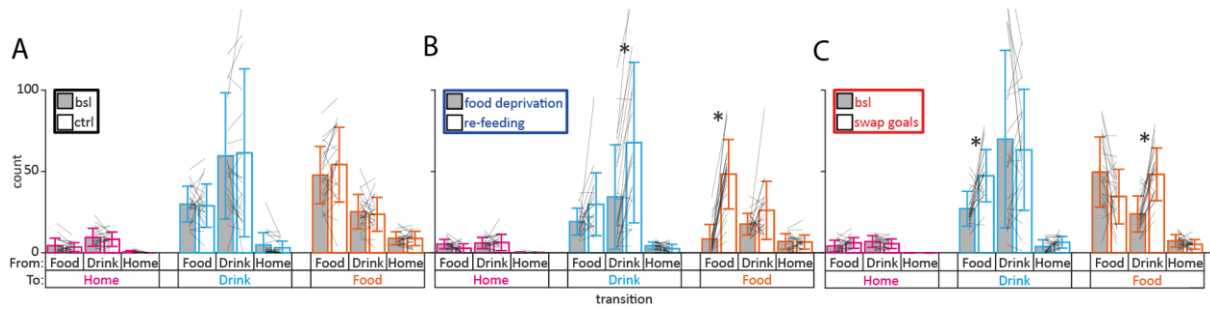 A
B
C
bsl
ctrl
food deprivation
re-feeding
bsl
swap goals
* * * *
100
50
0
count
From: Food Drink Home Food Drink Home Food Drink Home
To: Home Drink Food
Food Drink Home Food Drink Home Food Drink Home
Home Drink Food
Food Drink Home Food Drink Home Food Drink Home
Home Drink Food
transition